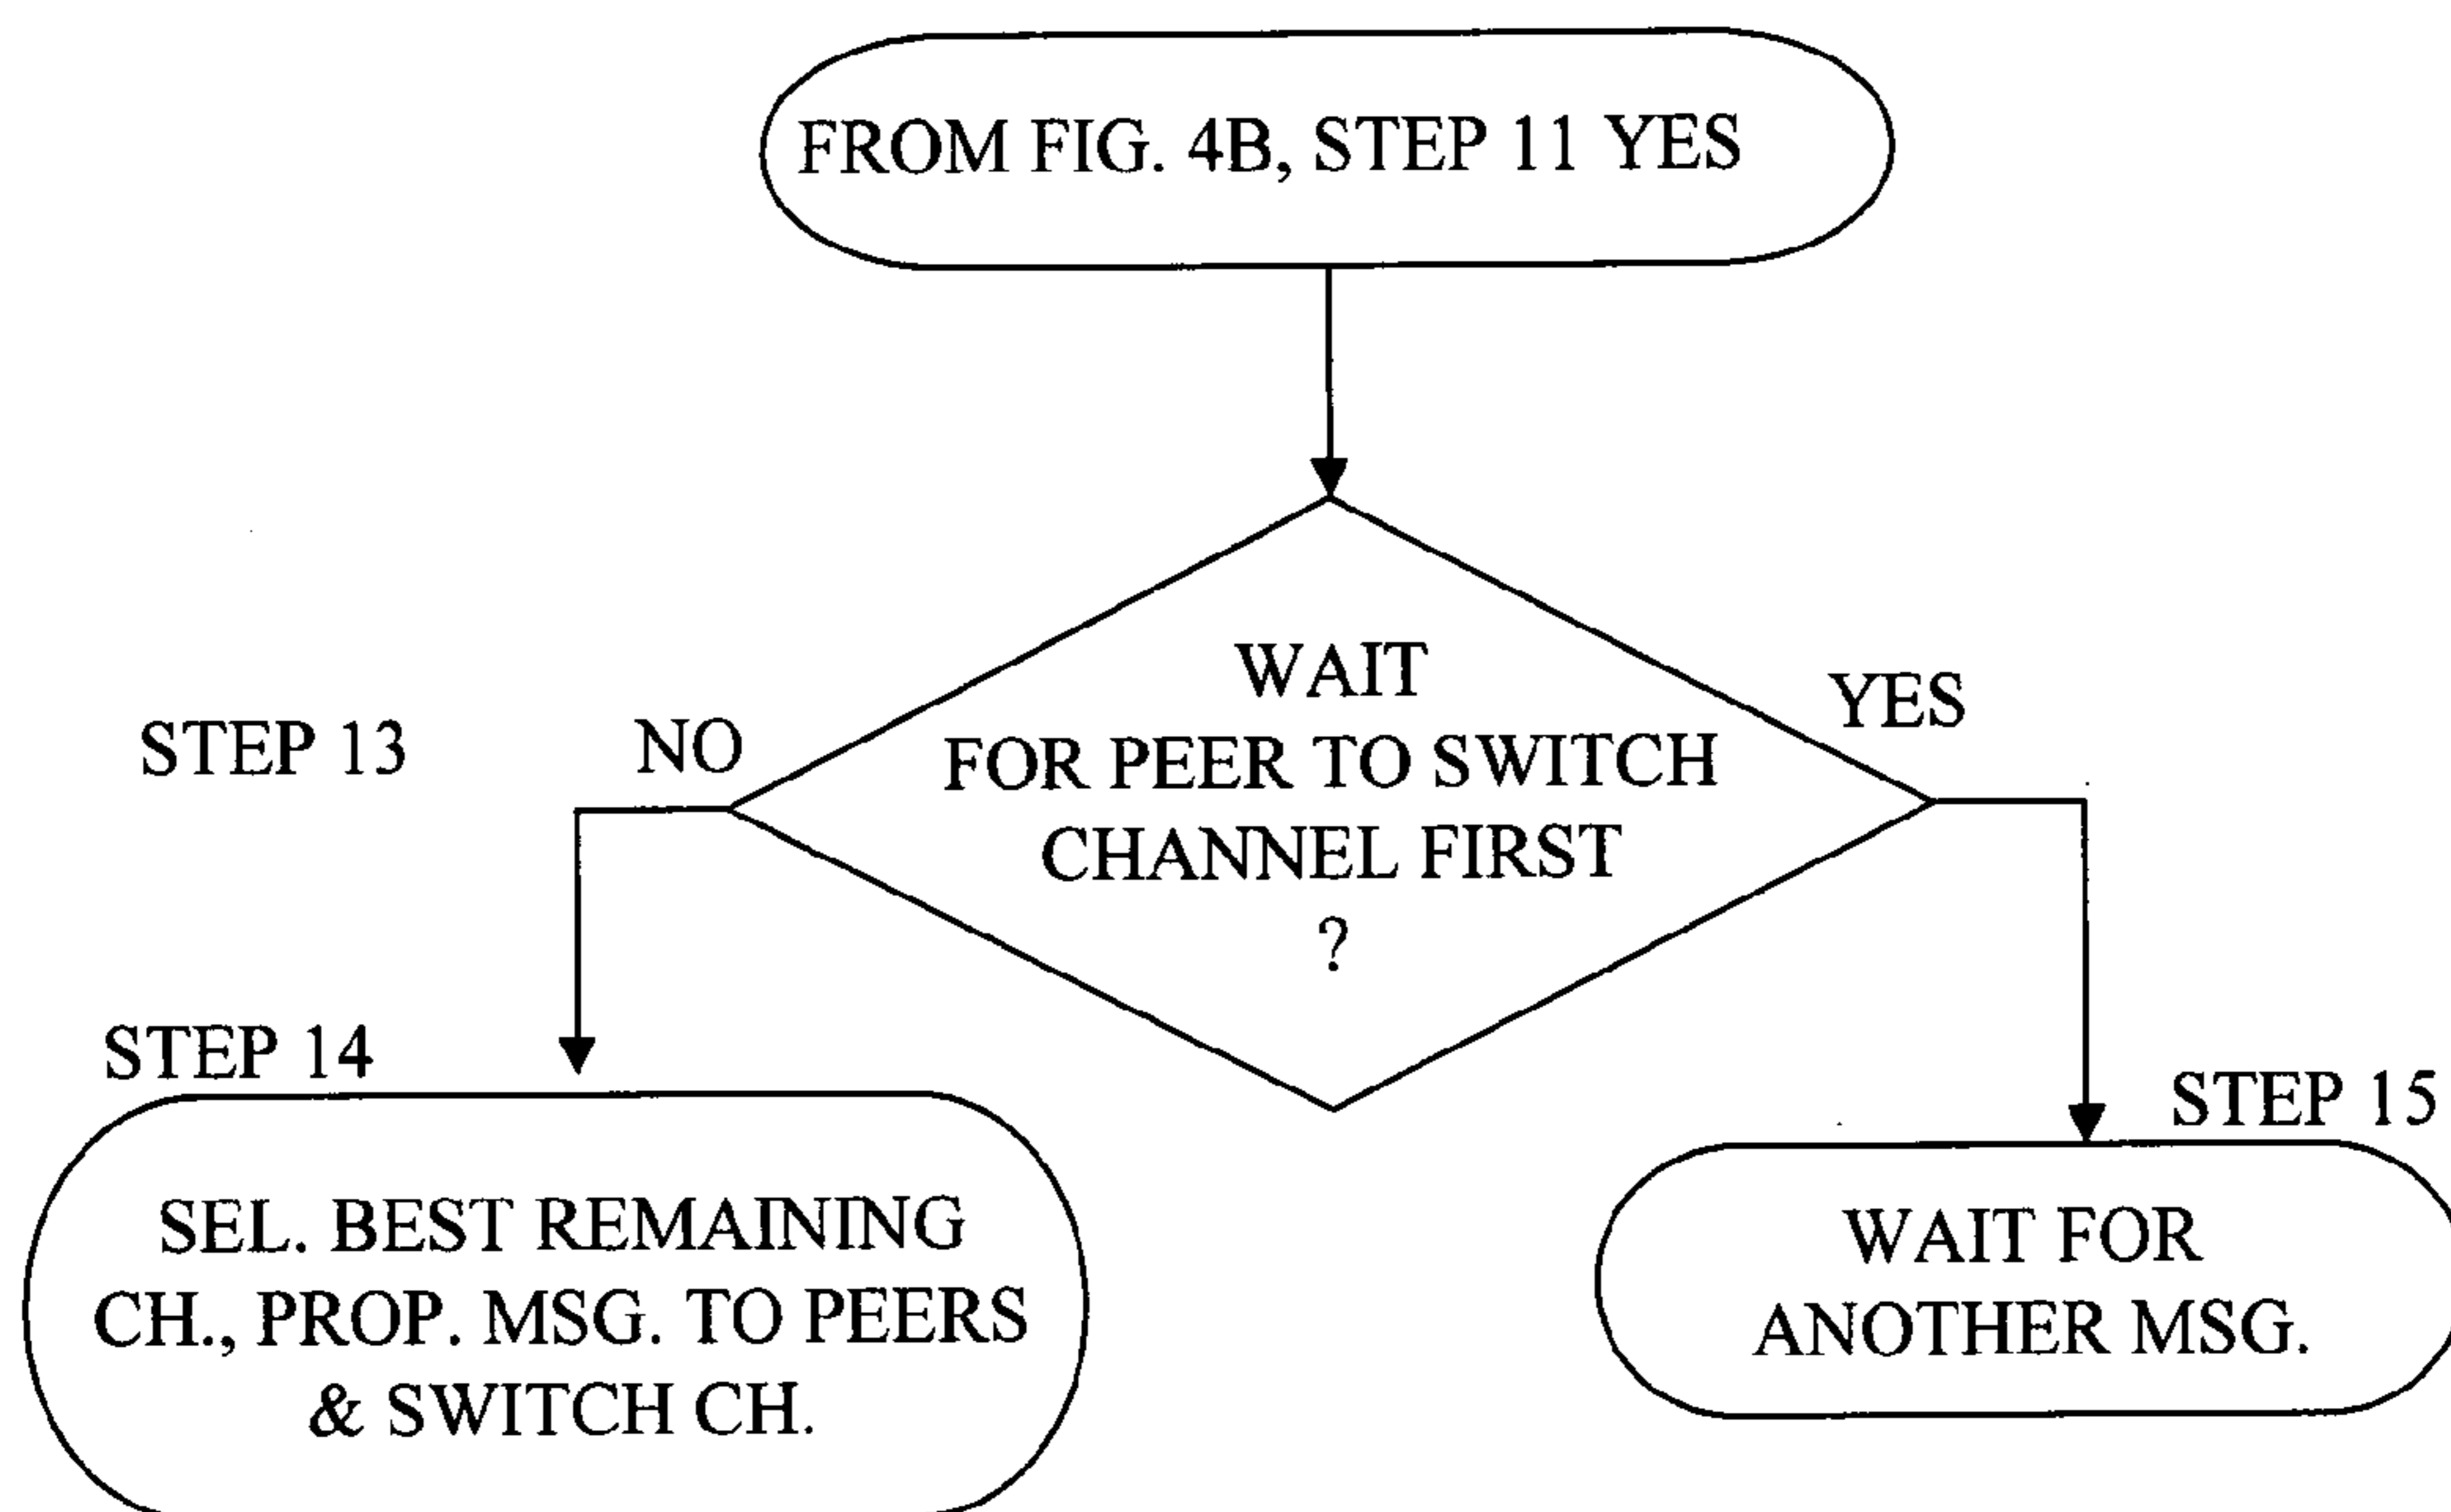 FROM FIG. 4B, STEP 11 YES
WAIT
FOR PEER TO SWITCH
CHANNEL FIRST
?
YES
STEP 13
NO
STEP 14
SEL. BEST REMAINING
CH., PROP. MSG. TO PEERS
& SWITCH CH.
STEP 15
WAIT FOR
ANOTHER MSG.